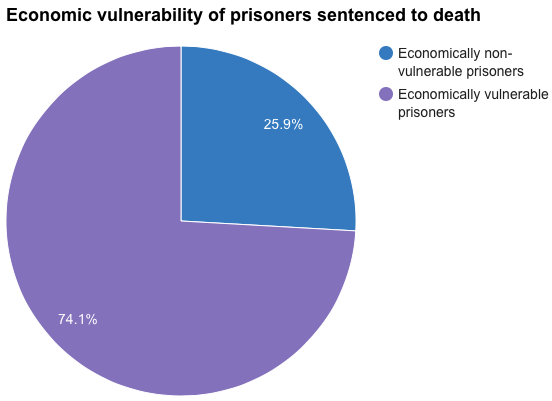 Economic vulnerability of prisoners sentenced to death
Economically non-
vulnerable prisoners
Economically vulnerable
prisoners
25.9%
74.1%